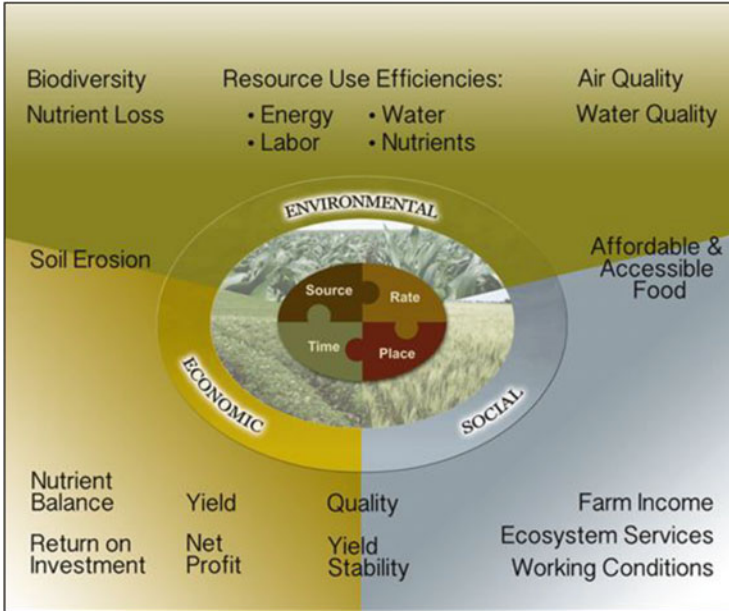 Biodiversity
Nutrient Loss
Resource Use Efficiencies:
• Energy • Water
• Labor • Nutrients
Air Quality
Water Quality
ENVIRONMENTAL
Soil Erosion
Affordable &
Accessible
Food
Source
Rate
Time
Place
ECONOMIC
SOCIAL
Nutrient
Balance
Yield
Quality
Return on
Investment
Net
Profit
Yield
Stability
Farm Income
Ecosystem Services
Working Conditions